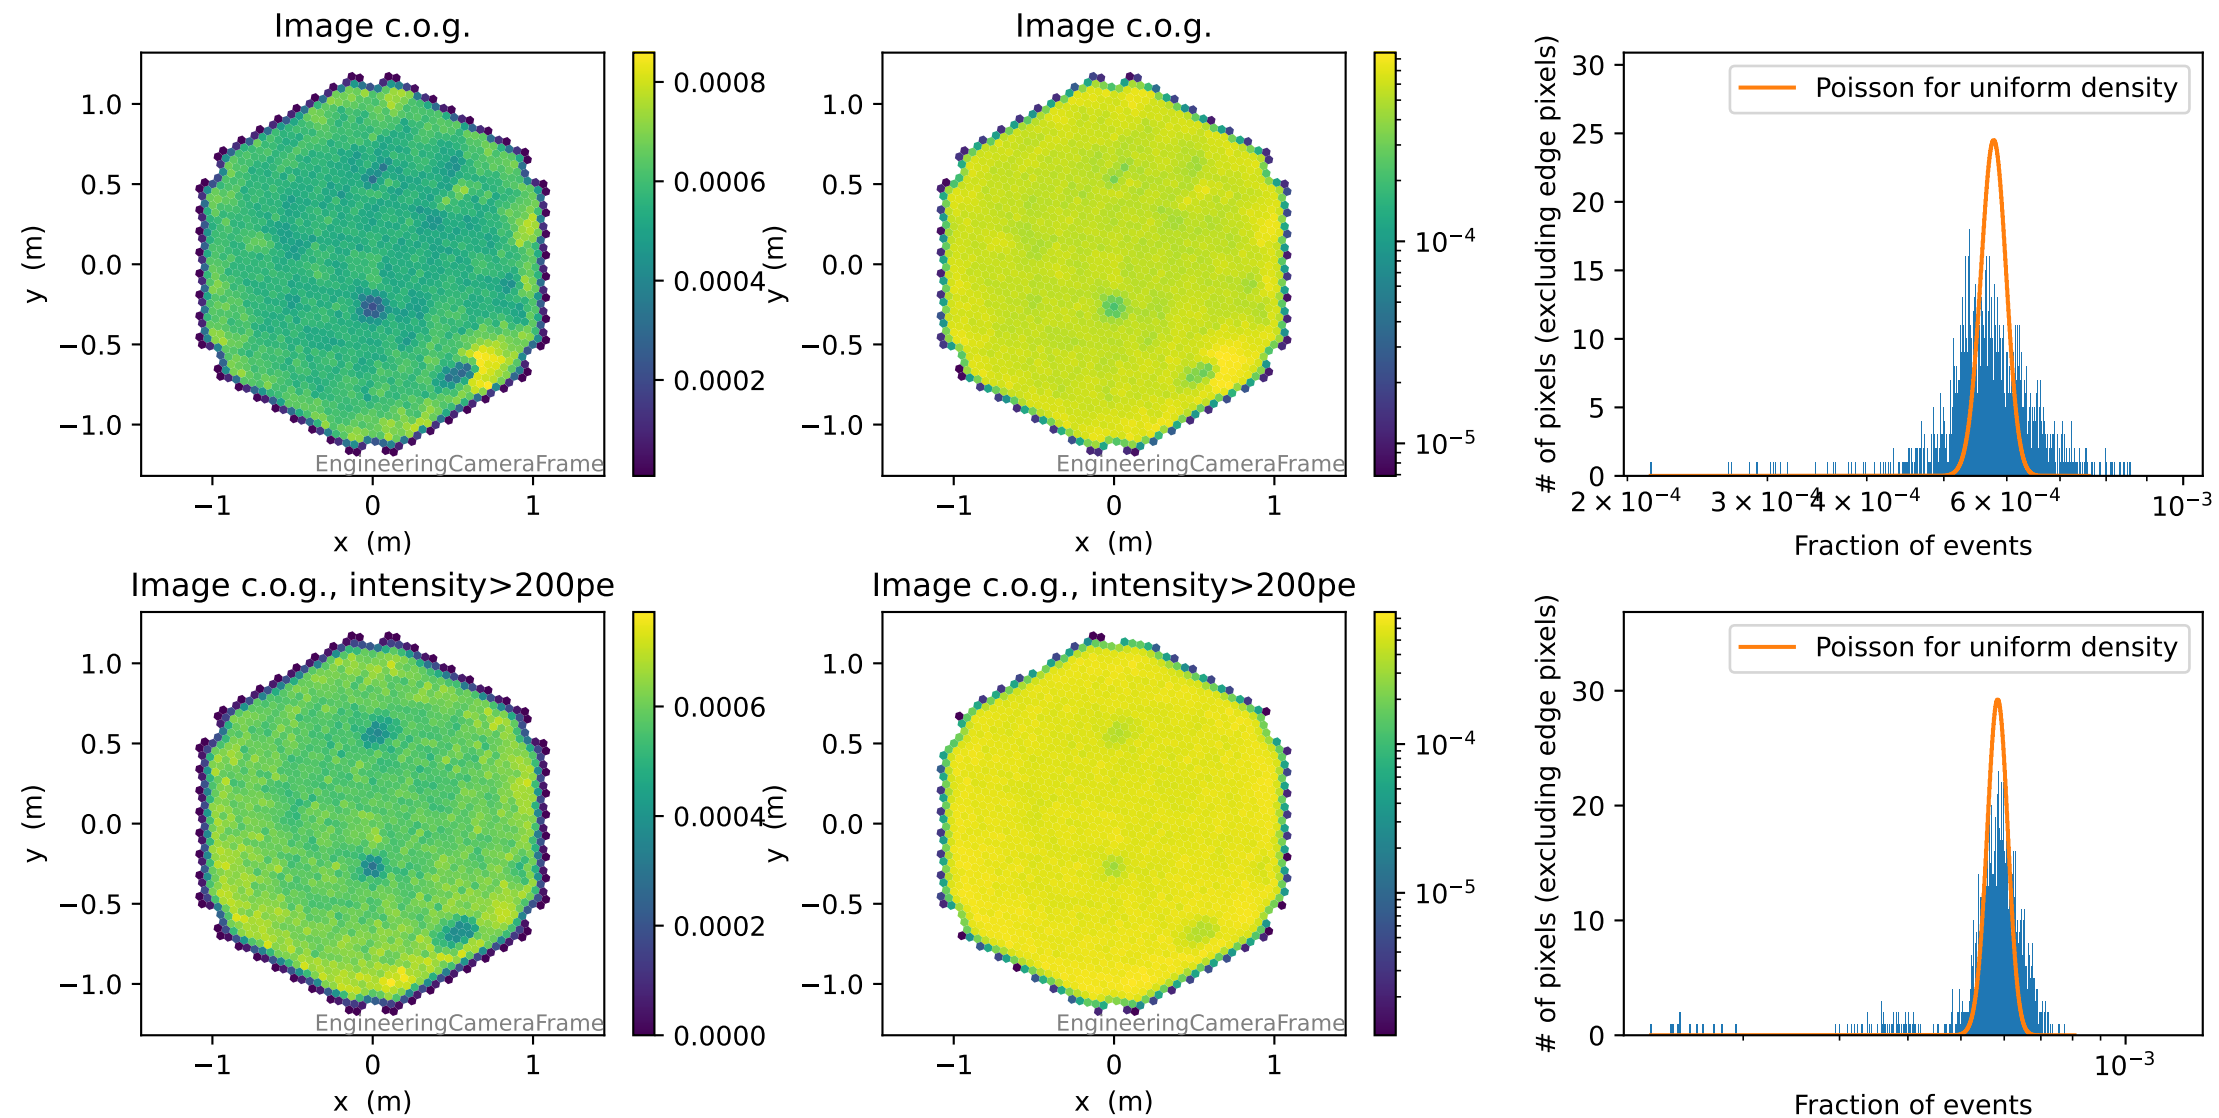 Image c.o.g.
1.0
0.5
0.0
−0.5
−1.0
y (m)
−1 0 1
x (m)
EngineeringCameraFrame
0.0008
0.0006
0.0004
0.0002
Image c.o.g.
1.0
0.5
0.0
−0.5
−1.0
y (m)
−1 0 1
x (m)
EngineeringCameraFrame
10⁻⁴
10⁻⁵
Poisson for uniform density
# of pixels (excluding edge pixels)
30
25
20
15
10
5
0
2 × 10⁻⁴ 3 × 10⁻⁴ 4 × 10⁻⁴ 6 × 10⁻⁴ 10⁻³
Fraction of events
Image c.o.g., intensity>200pe
1.0
0.5
0.0
−0.5
−1.0
y (m)
−1 0 1
x (m)
EngineeringCameraFrame
0.0006
0.0004
0.0002
0.0000
Image c.o.g., intensity>200pe
1.0
0.5
0.0
−0.5
−1.0
y (m)
−1 0 1
x (m)
EngineeringCameraFrame
10⁻⁴
10⁻⁵
Poisson for uniform density
# of pixels (excluding edge pixels)
30
20
10
0
10⁻³
Fraction of events